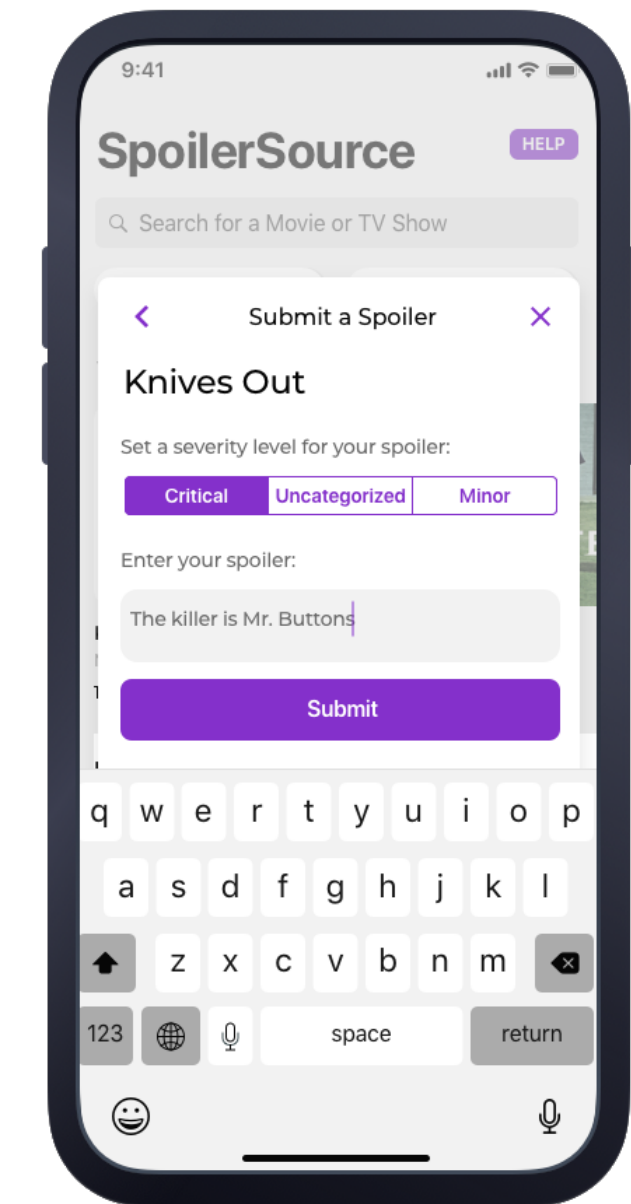 9:41
SpoilerSource
HELP
Search for a Movie or TV Show
Submit a Spoiler
Knives Out
Set a severity level for your spoiler:
Critical Uncategorized Minor
Enter your spoiler:
The killer is Mr. Buttons
Submit
q w e r t y u i o p
a s d f g h j k l
z x c v b n m
123 space return